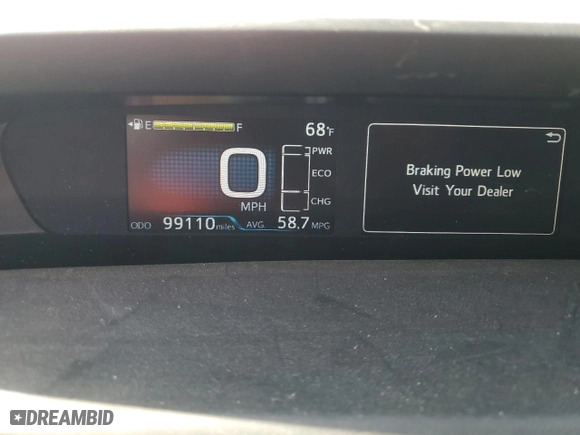 E F
68°F
PWR
0
ECO
MPH
CHG
ODO 99110 miles AVG. 58.7 MPG
Braking Power Low
Visit Your Dealer
#DREAMBID